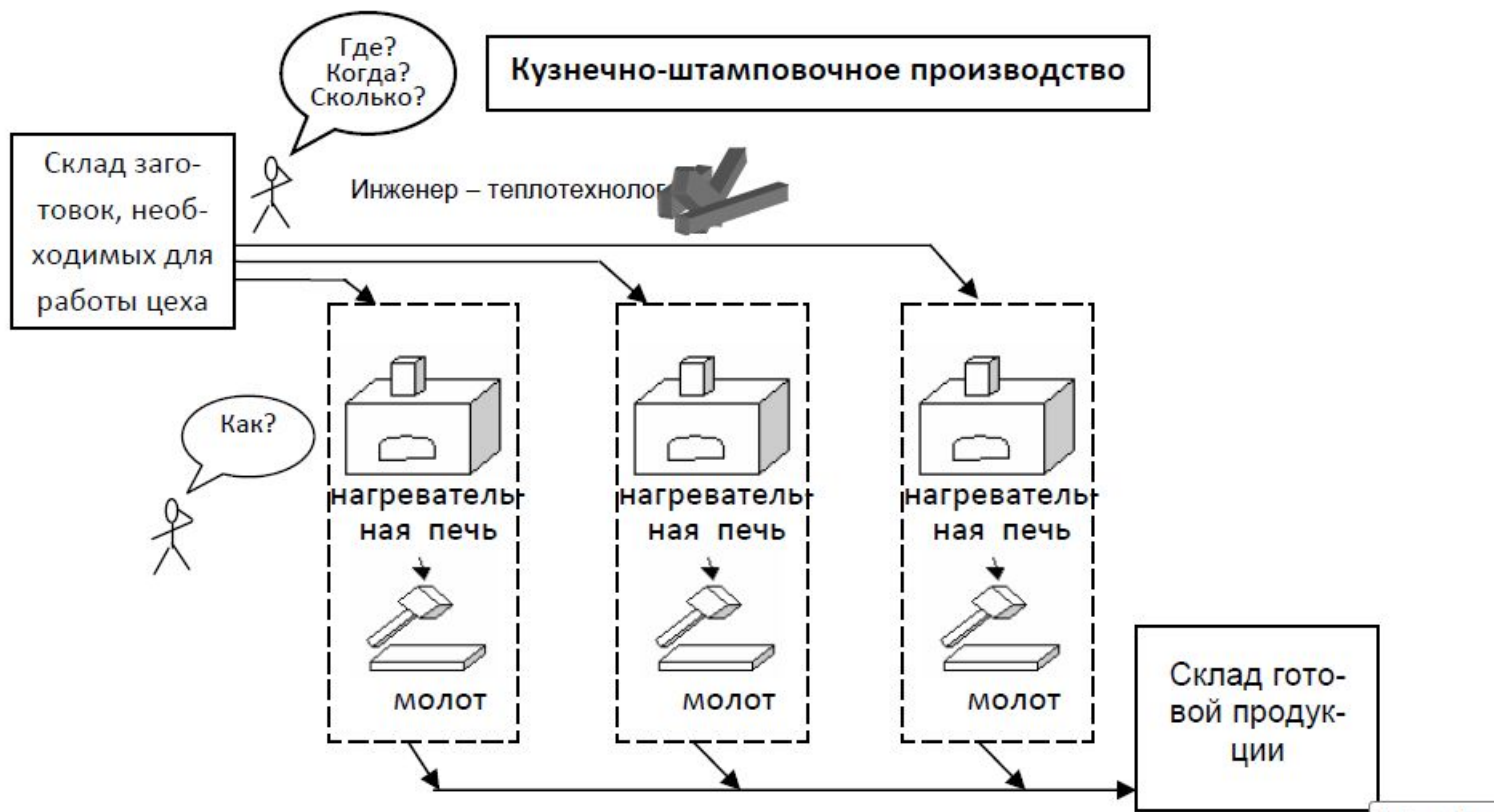 Где?
Когда?
Сколько?
Кузнечно-штамповочное производство
Склад заго-
товок, необ-
ходимых для
работы цеха
Инженер – теплотехнолог
Как?
нагреватель-
ная печь
молот
нагреватель-
ная печь
молот
нагреватель-
ная печь
молот
Склад гото-
вой продук-
ции